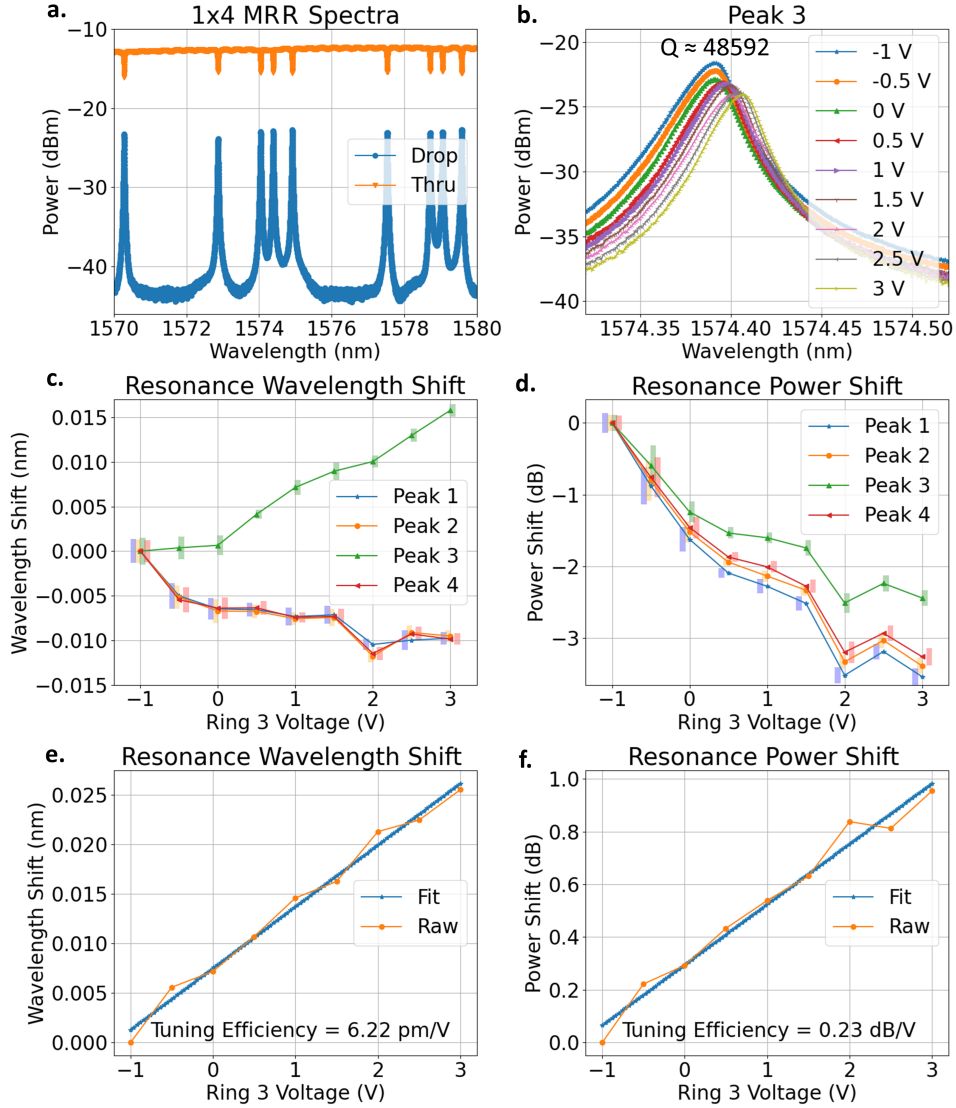 a.
1x4 MRR Spectra
−10
−20
−30
−40
Power (dBm)
Drop
Thru
1570
1572
1574
1576
1578
1580
Wavelength (nm)
b.
Peak 3
Q ≈ 48592
−20
−25
−30
−35
−40
Power (dBm)
-1 V
-0.5 V
0 V
0.5 V
1 V
1.5 V
2 V
2.5 V
3 V
1574.35
1574.40
1574.45
1574.50
Wavelength (nm)
c.
Resonance Wavelength Shift
0.015
0.010
0.005
0.000
−0.005
−0.010
−0.015
Wavelength Shift (nm)
Peak 1
Peak 2
Peak 3
Peak 4
−1
0
1
2
3
Ring 3 Voltage (V)
d.
Resonance Power Shift
0
−1
−2
−3
Power Shift (dB)
Peak 1
Peak 2
Peak 3
Peak 4
−1
0
1
2
3
Ring 3 Voltage (V)
e.
Resonance Wavelength Shift
0.025
0.020
0.015
0.010
0.005
0.000
Wavelength Shift (nm)
Fit
Raw
Tuning Efficiency = 6.22 pm/V
−1
0
1
2
3
Ring 3 Voltage (V)
f.
Resonance Power Shift
1.0
0.8
0.6
0.4
0.2
0.0
Power Shift (dB)
Fit
Raw
Tuning Efficiency = 0.23 dB/V
−1
0
1
2
3
Ring 3 Voltage (V)